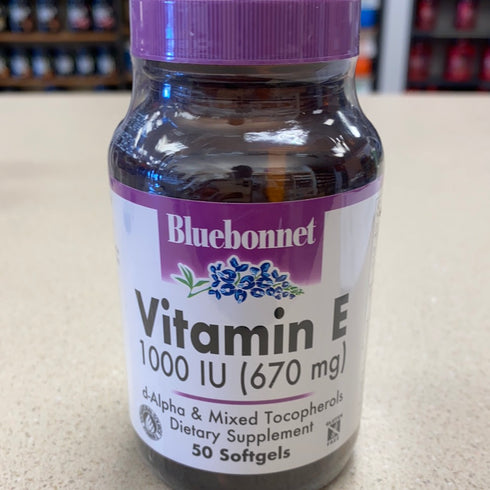 Bluebonnet
Vitamin E
1000 IU (670 mg)
d-Alpha & Mixed Tocopherols
Dietary Supplement
50 Softgels